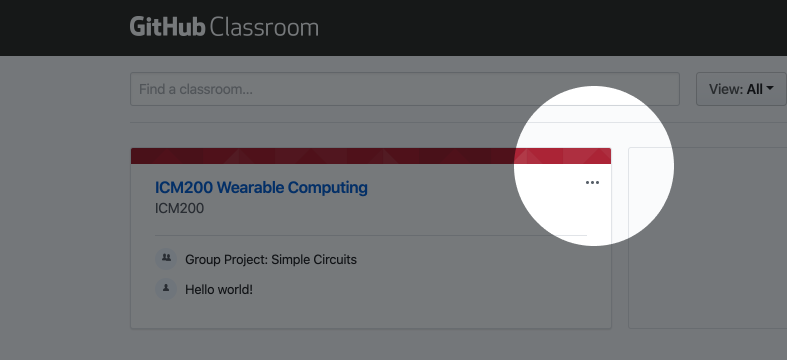 GitHub Classroom
Find a classroom...
View: All
ICM200 Wearable Computing
ICM200
Group Project: Simple Circuits
Hello world!